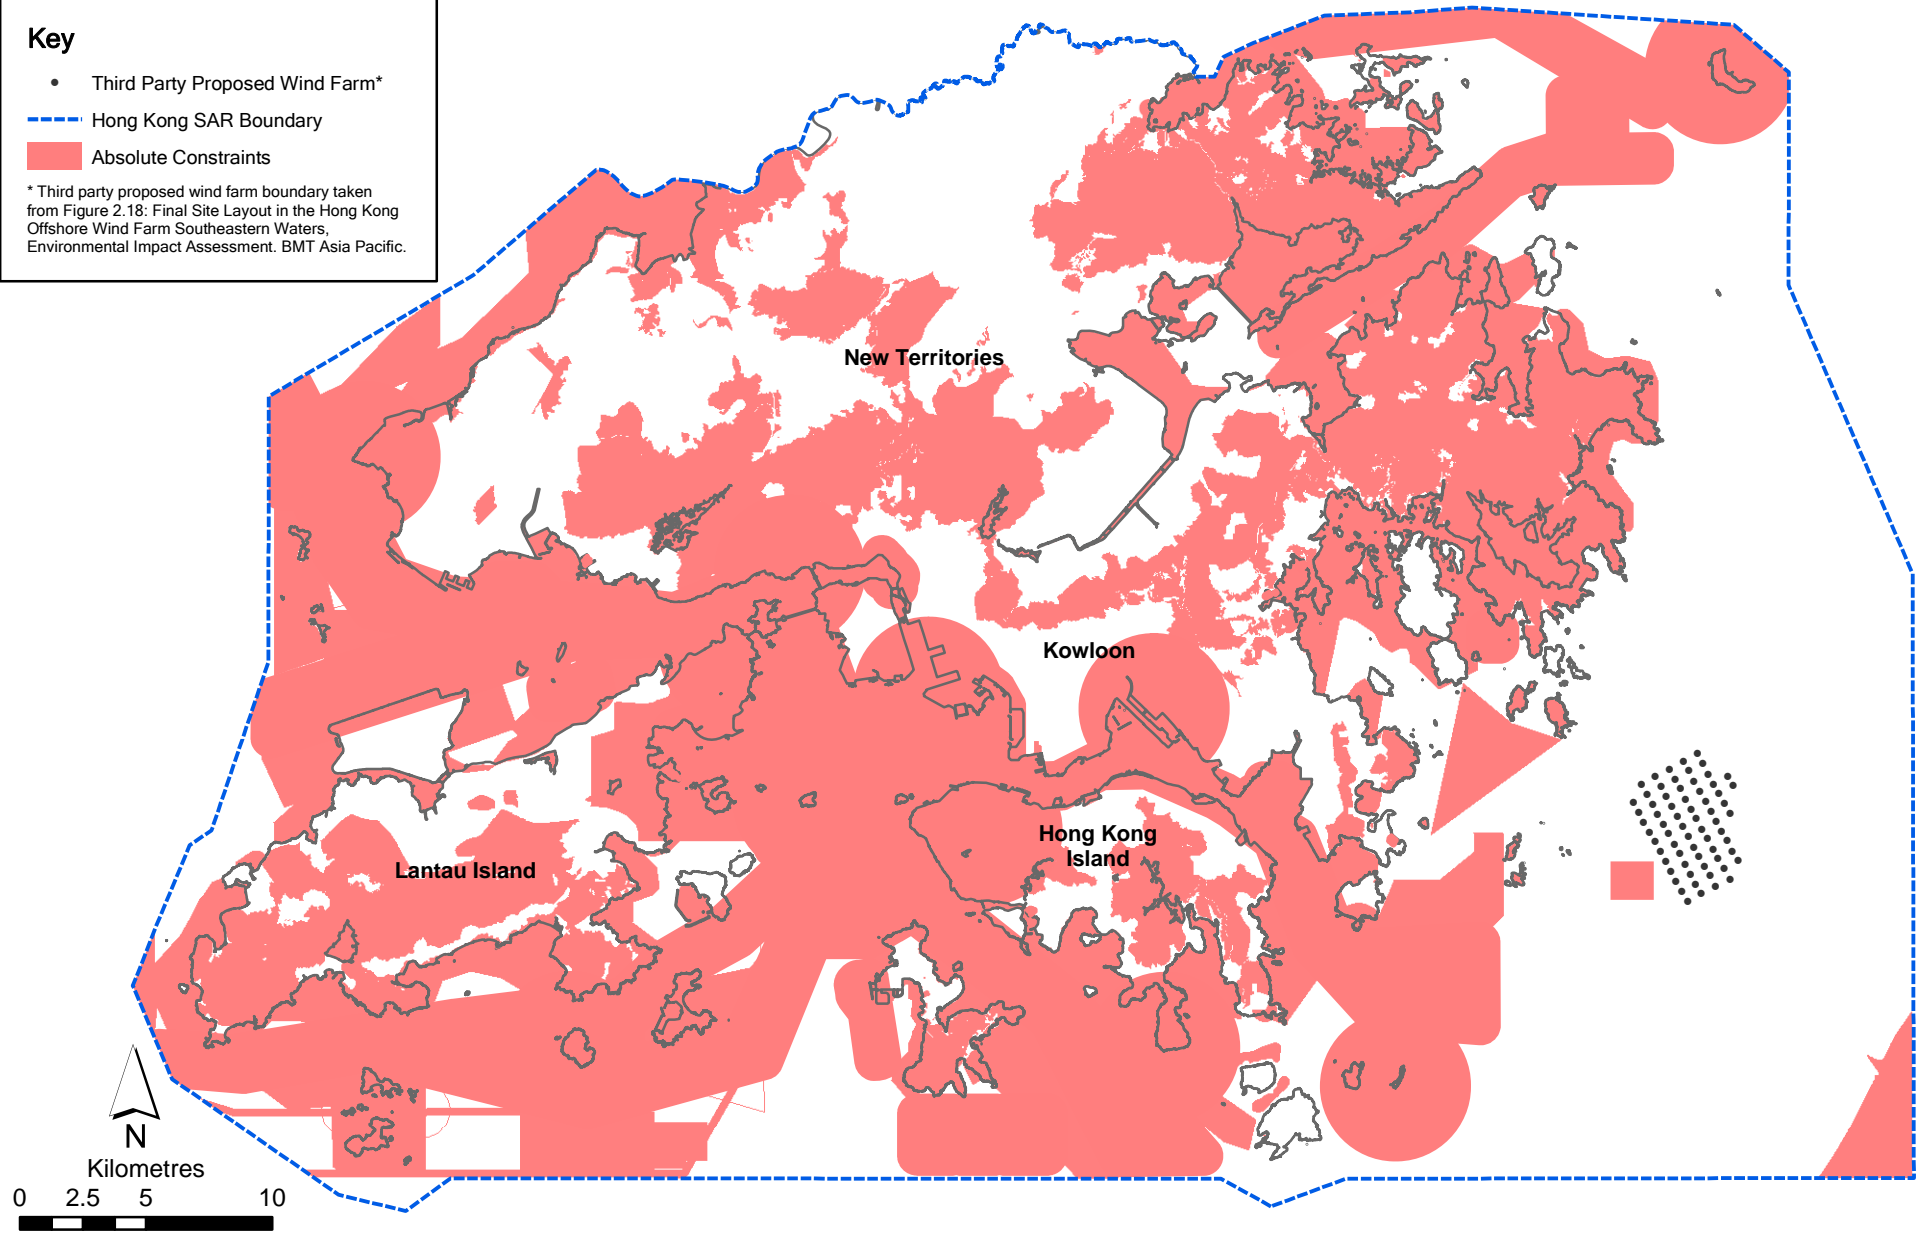 Key
Third Party Proposed Wind Farm*
Hong Kong SAR Boundary
Absolute Constraints
* Third party proposed wind farm boundary taken
from Figure 2.18: Final Site Layout in the Hong Kong
Offshore Wind Farm Southeastern Waters,
Environmental Impact Assessment. BMT Asia Pacific.
New Territories
Kowloon
Hong Kong
Island
Lantau Island
N
Kilometres
0 2.5 5 10